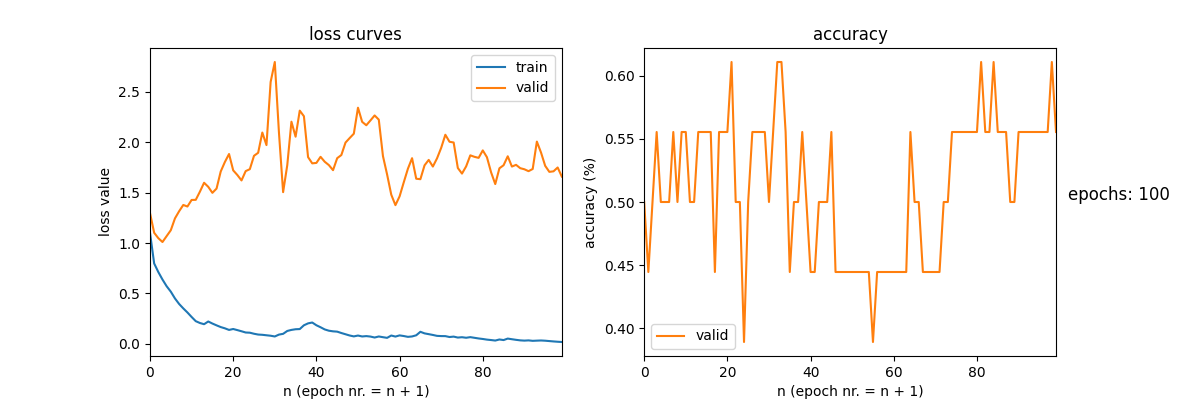 loss curves
loss value
2.5
2.0
1.5
1.0
0.5
0.0
train
valid
0 20 40 60 80
n (epoch nr. = n + 1)
accuracy
accuracy (%)
0.60
0.55
0.50
0.45
0.40
valid
0 20 40 60 80
n (epoch nr. = n + 1)
epochs: 100